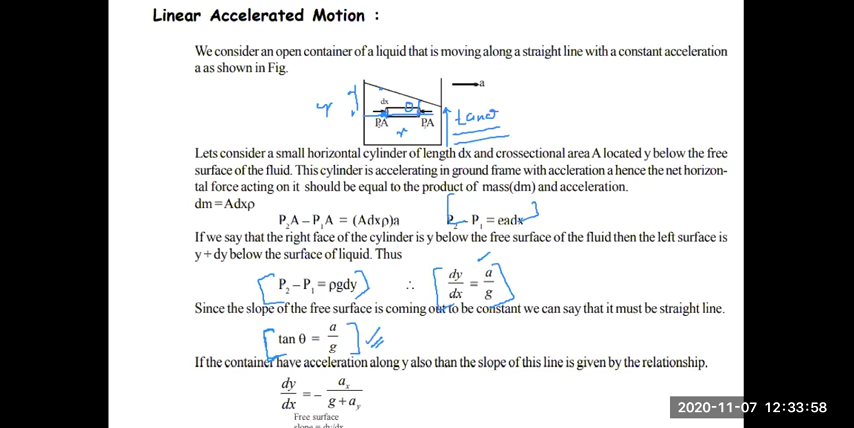 Linear Accelerated Motion :
We consider an open container of a liquid that is moving along a straight line with a constant acceleration
a as shown in Fig.
a
dx
θ
y
P₂A
P₁A
tanθ
Lets consider a small horizontal cylinder of length dx and crossectional area A located y below the free
surface of the fluid. This cylinder is accelerating in ground frame with accleration a hence the net horizon-
tal force acting on it should be equal to the product of mass(dm) and acceleration.
dm = Adxρ
P₂A – P₁A = (Adxρ)a P₂ – P₁ = eadx
If we say that the right face of the cylinder is y below the free surface of the fluid then the left surface is
y + dy below the surface of liquid. Thus
P₂ – P₁ = ρgdy ∴ dy/dx = a/g
Since the slope of the free surface is coming out to be constant we can say that it must be straight line.
tan θ = a/g
If the container have acceleration along y also than the slope of this line is given by the relationship.
dy/dx = – aₓ/(g + a_y)
Free surface
slope = dy/dx
2020-11-07 12:33:58